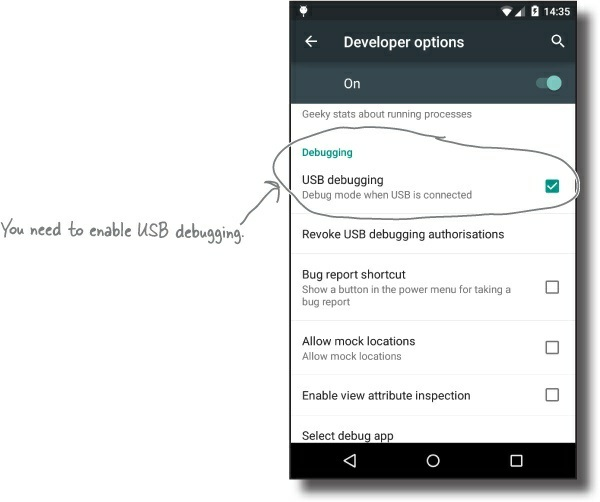 14:35
Developer options
On
Geeky stats about running processes
Debugging
USB debugging
Debug mode when USB is connected
You need to enable USB debugging.
Revoke USB debugging authorisations
Bug report shortcut
Show a button in the power menu for taking a
bug report
Allow mock locations
Allow mock locations
Enable view attribute inspection
Select debug app